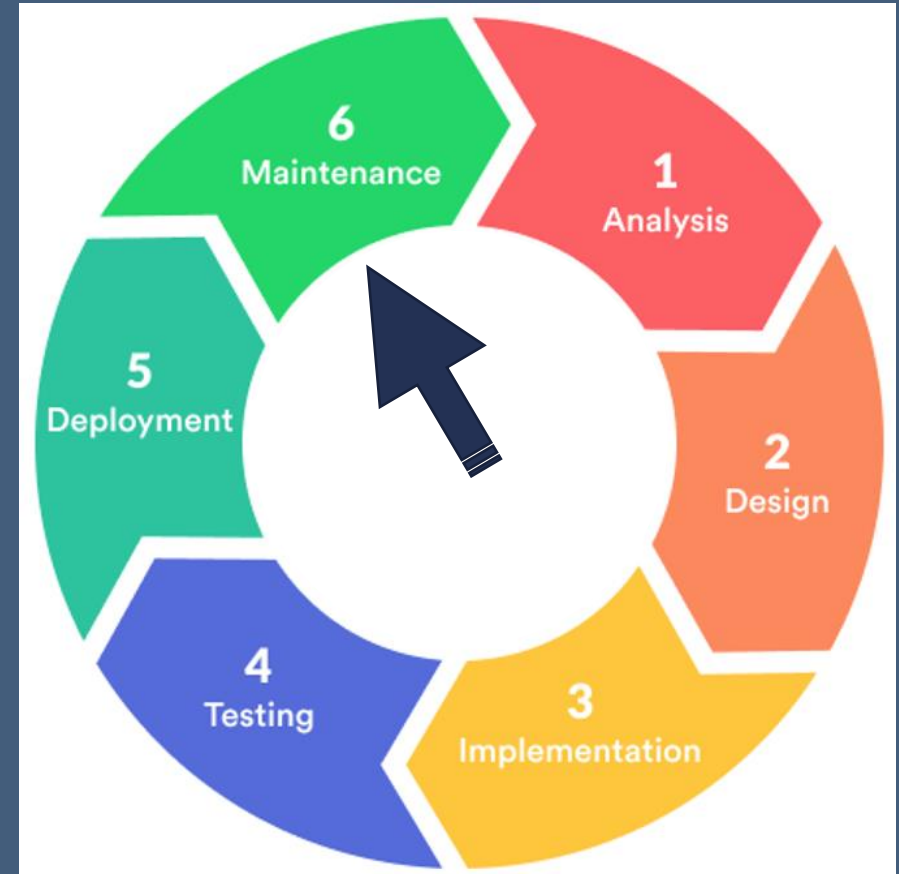 1
Analysis
2
Design
3
Implementation
4
Testing
5
Deployment
6
Maintenance